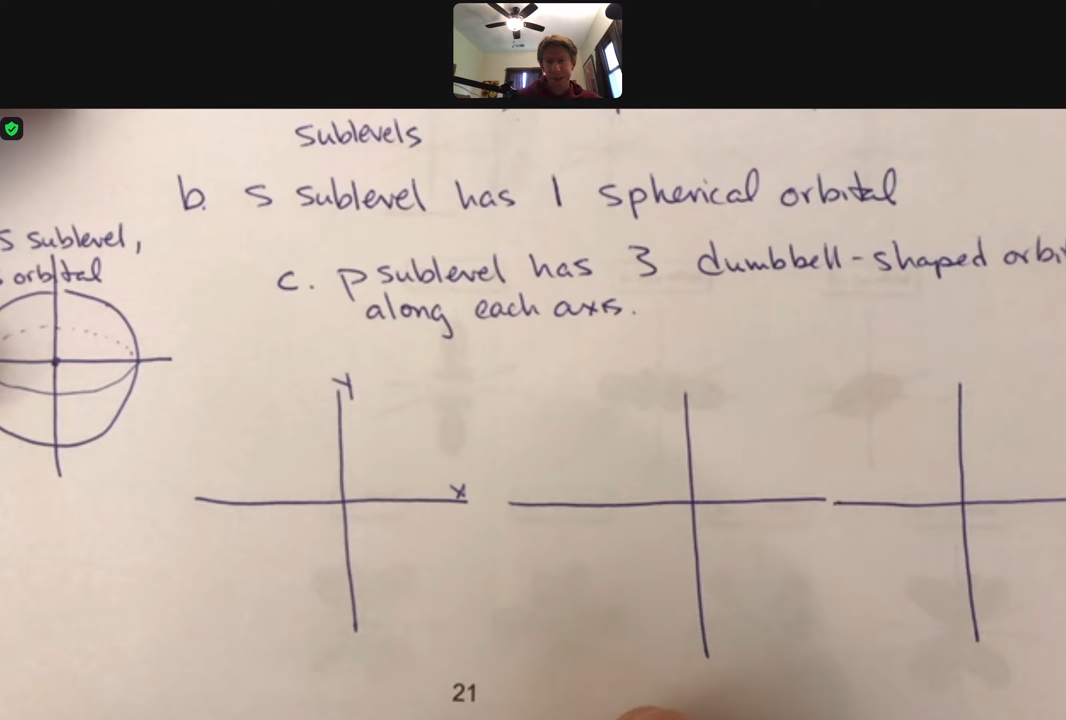 sublevels
b. s sublevel has 1 spherical orbital
s sublevel,
orbital
c. p sublevel has 3 dumbbell-shaped
along each axis.
y
x
21